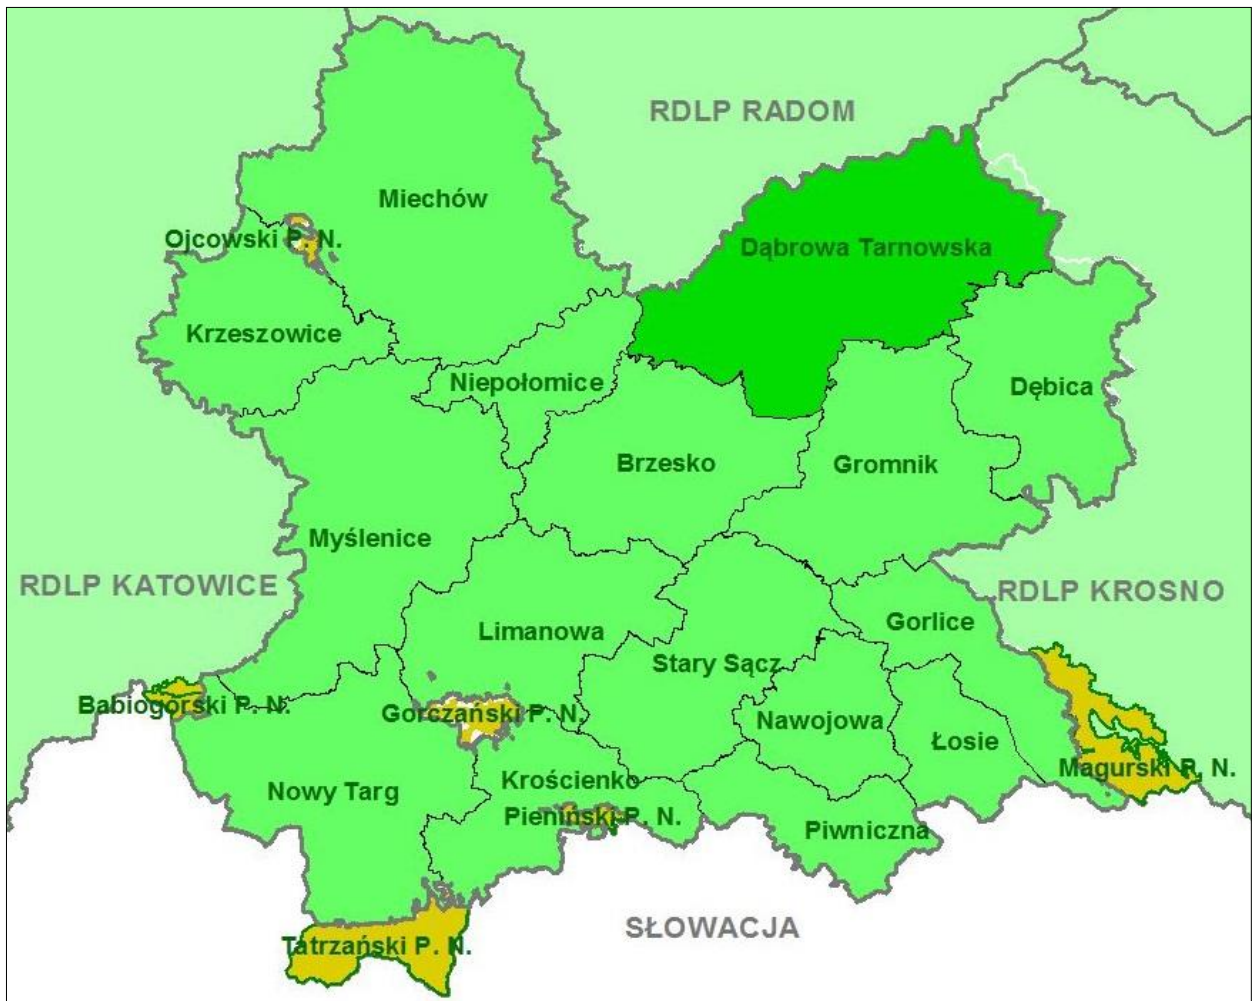 RDLP RADOM
Miechów
Ojcowski P. N.
Dąbrowa Tarnowska
Krzeszowice
Niepołomice
Dębica
Brzesko
Gromnik
Myślenice
RDLP KATOWICE
RDLP KROSNO
Limanowa
Gorlice
Stary Sącz
Babiogórski P. N.
Gorczański P. N.
Nawojowa
Łosie
Magurski P. N.
Krościenko
Nowy Targ
Pieniński P. N.
Piwniczna
SŁOWACJA
Tatrzański P. N.